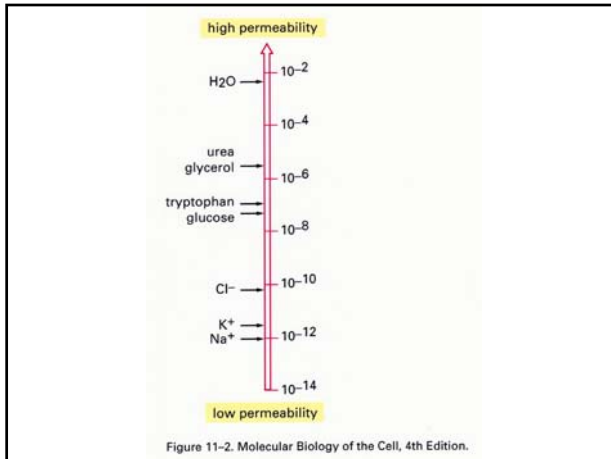 high permeability
10–2
H2O
10–4
urea
glycerol
10–6
tryptophan
glucose
10–8
Cl–
10–10
K+
Na+
10–12
10–14
low permeability
Figure 11–2. Molecular Biology of the Cell, 4th Edition.